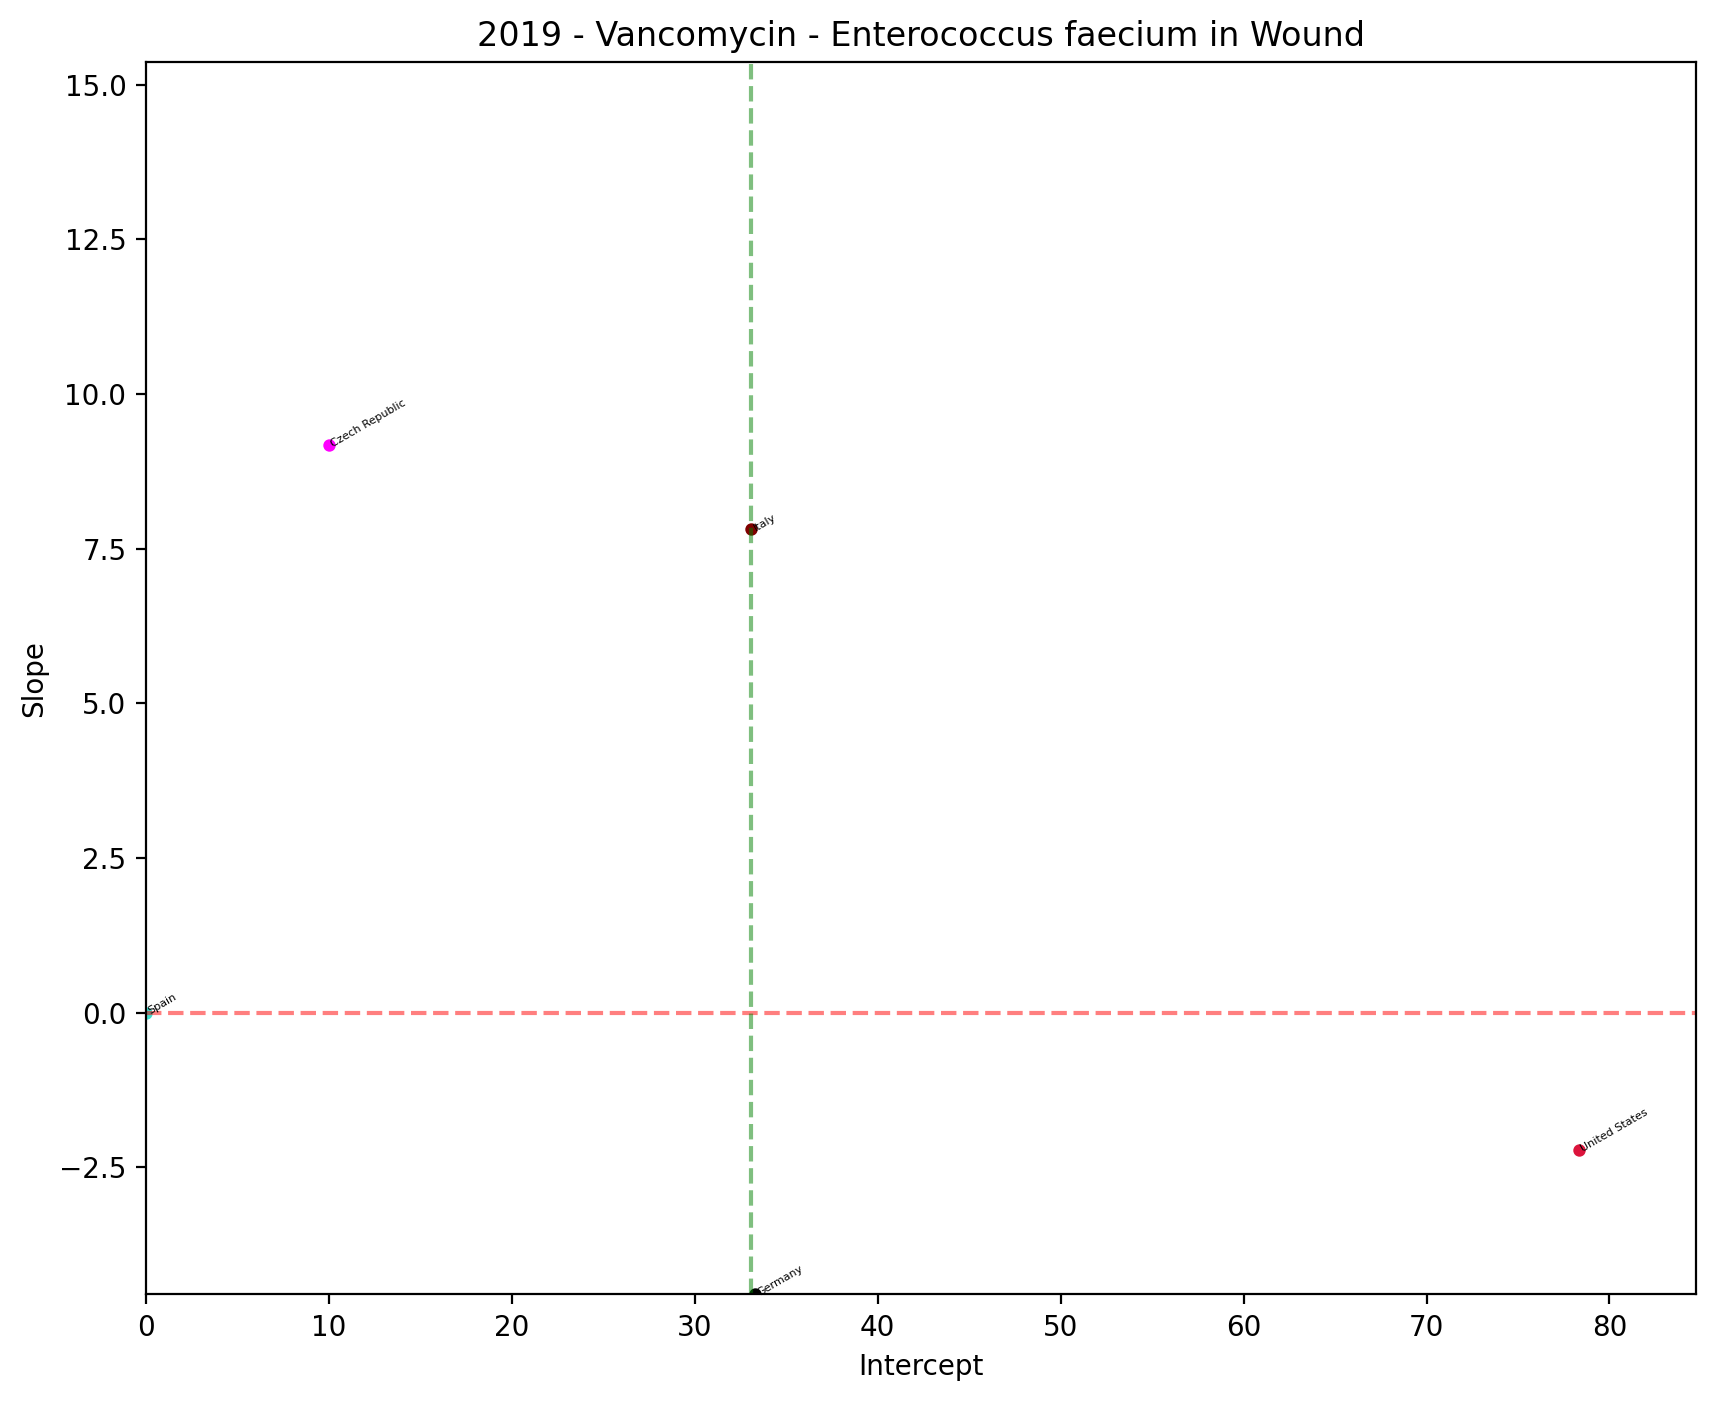 2019 - Vancomycin - Enterococcus faecium in Wound
15.0
12.5
10.0
7.5
5.0
2.5
0.0
−2.5
Slope
Czech Republic
Italy
Spain
United States
Germany
0 10 20 30 40 50 60 70 80
Intercept